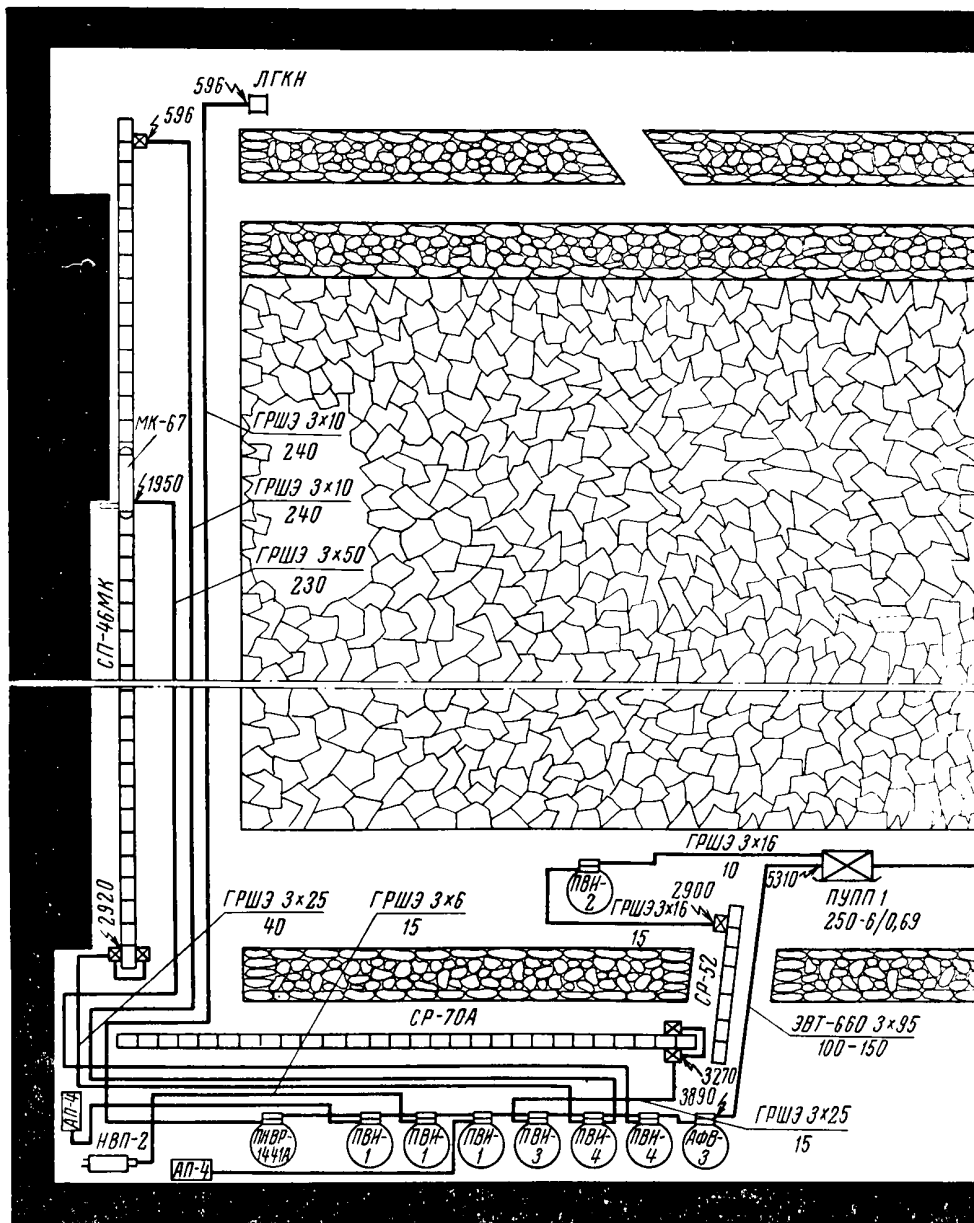 596
ЛГКН
596
МК-67
ГРШЭ 3×10
240
ГРШЭ 3×10
240
1950
ГРШЭ 3×50
230
СП-46МК
ГРШЭ 3×16
10
5310
ПУПП 1
250-6/0,69
ПВИ-
2
2900
ГРШЭ 3×16
15
2920
ГРШЭ 3×25
40
ГРШЭ 3×6
15
СР-52
СР-70А
ЭВТ-660 3×95
100-150
3270
3890
ГРШЭ 3×25
15
АП-4
НВП-2
АП-4
ПИВР-
1441А
ПВИ-
1
ПВИ-
1
ПВИ-
1
ПВИ-
3
ПВИ-
4
ПВИ-
4
АФВ-
3